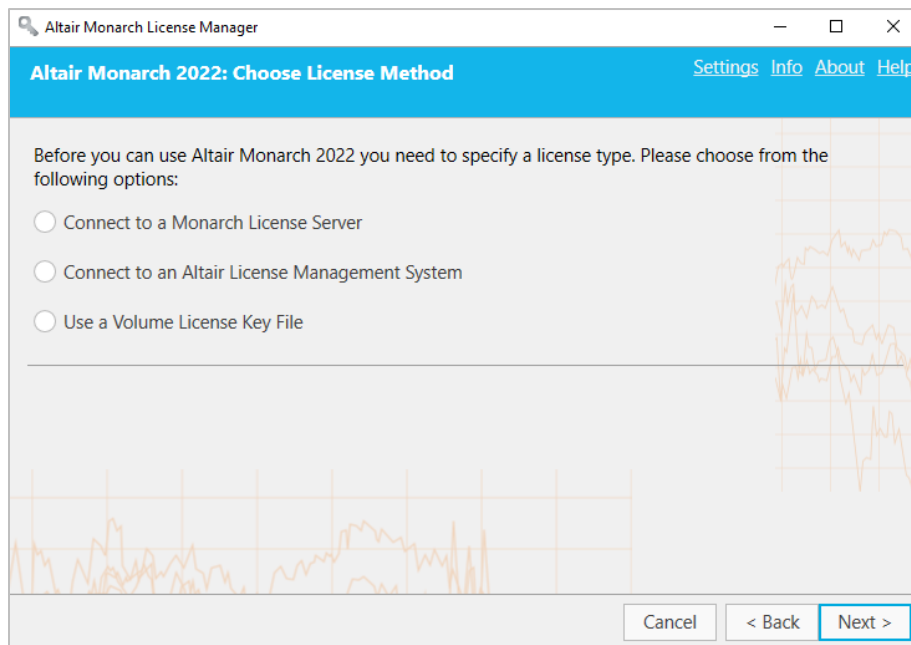 Altair Monarch License Manager
Altair Monarch 2022: Choose License Method
Settings Info About Help
Before you can use Altair Monarch 2022 you need to specify a license type. Please choose from the
following options:
Connect to a Monarch License Server
Connect to an Altair License Management System
Use a Volume License Key File
Cancel < Back Next >